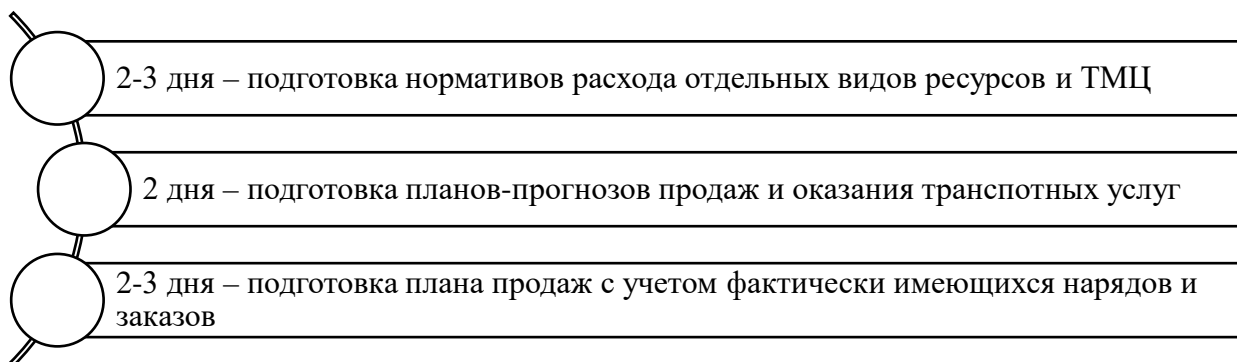 2-3 дня – подготовка нормативов расхода отдельных видов ресурсов и ТМЦ
2 дня – подготовка планов-прогнозов продаж и оказания транспотных услуг
2-3 дня – подготовка плана продаж с учетом фактически имеющихся нарядов и
заказов